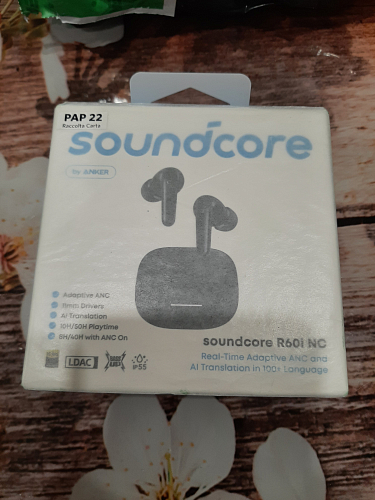 PAP 22
Raccolta Carta
soundcore
by ANKER
Adaptive ANC
11mm Drivers
AI Translation
10H/50H Playtime
8H/40H with ANC On
LDAC
IP55
soundcore R60i NC
Real-Time Adaptive ANC and
AI Translation in 100+ Language